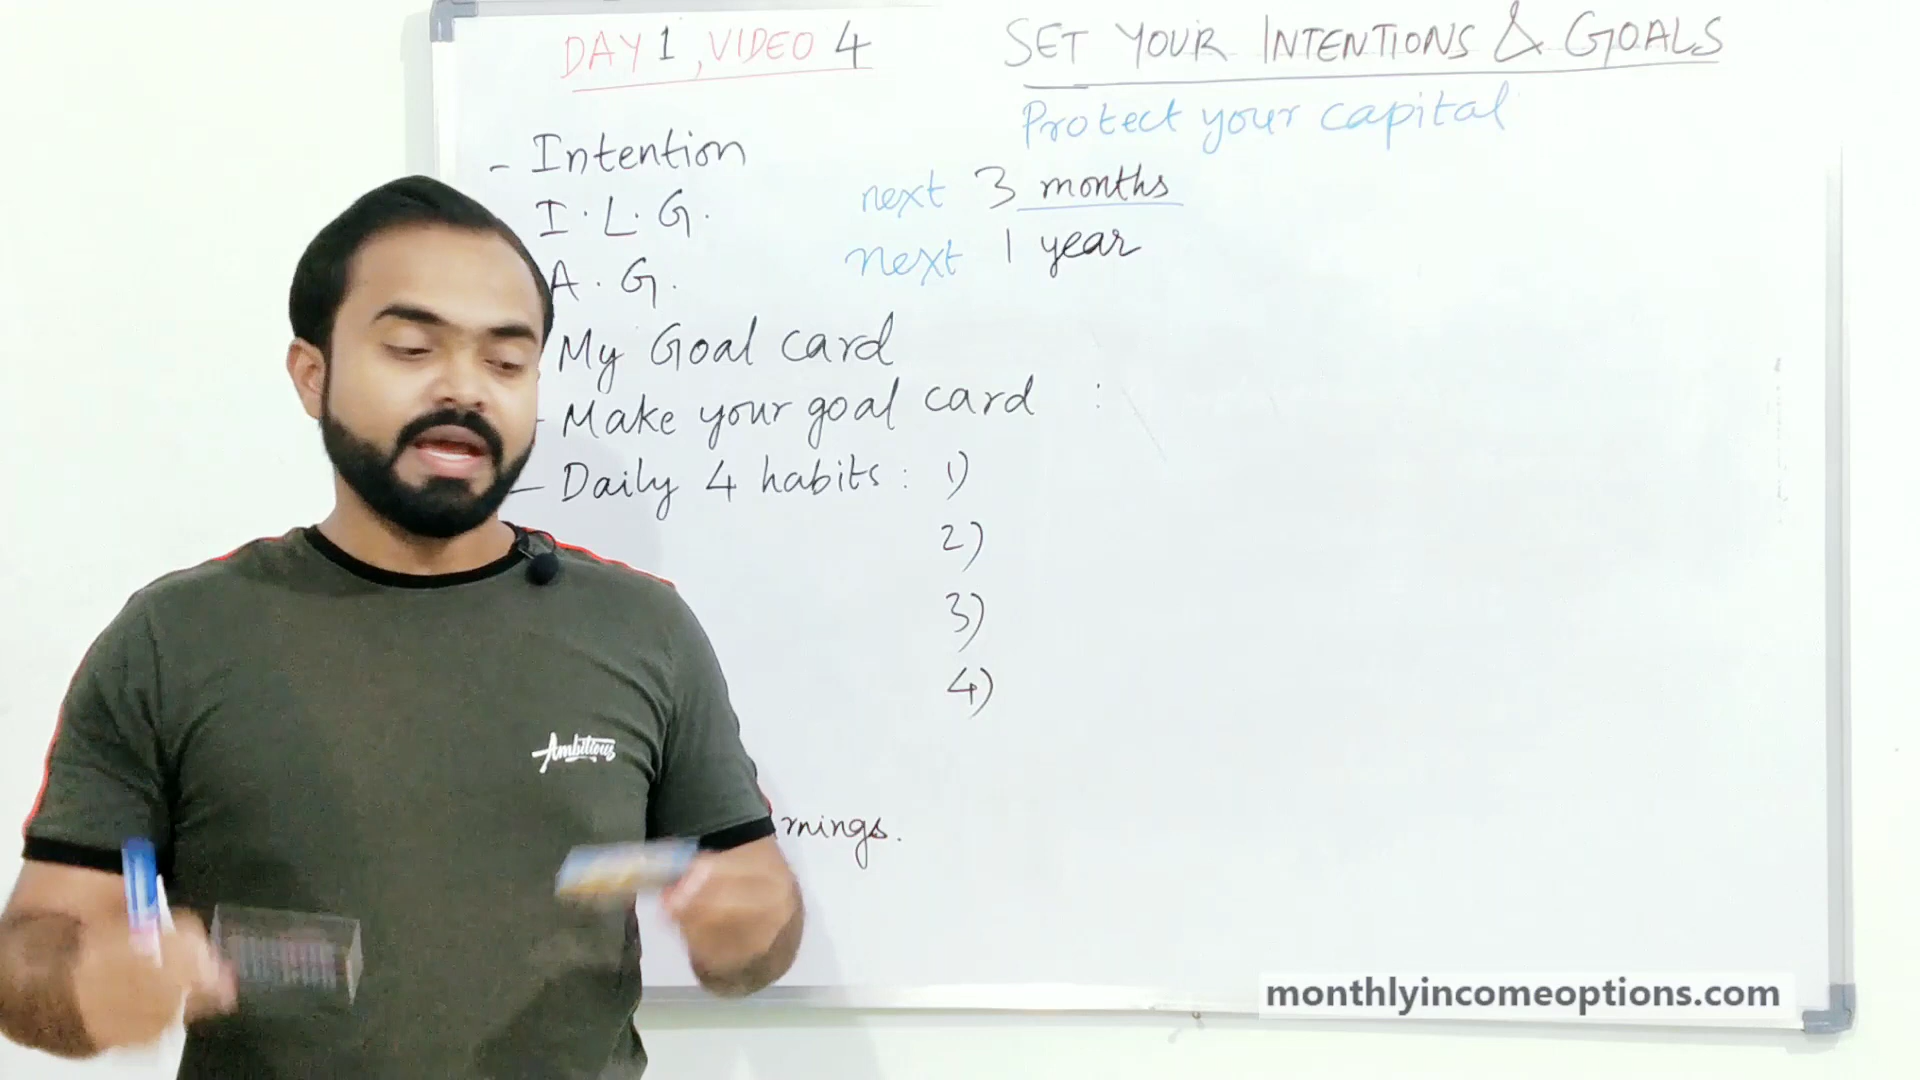 DAY 1, VIDEO 4
SET YOUR INTENTIONS & GOALS
Protect your capital
- Intention
I. L. G. next 3 months
A. G. next 1 year
My Goal card
- Make your goal card :
- Daily 4 habits : 1)
2)
3)
4)
Ambitious
rnings.
monthlyincomeoptions.com